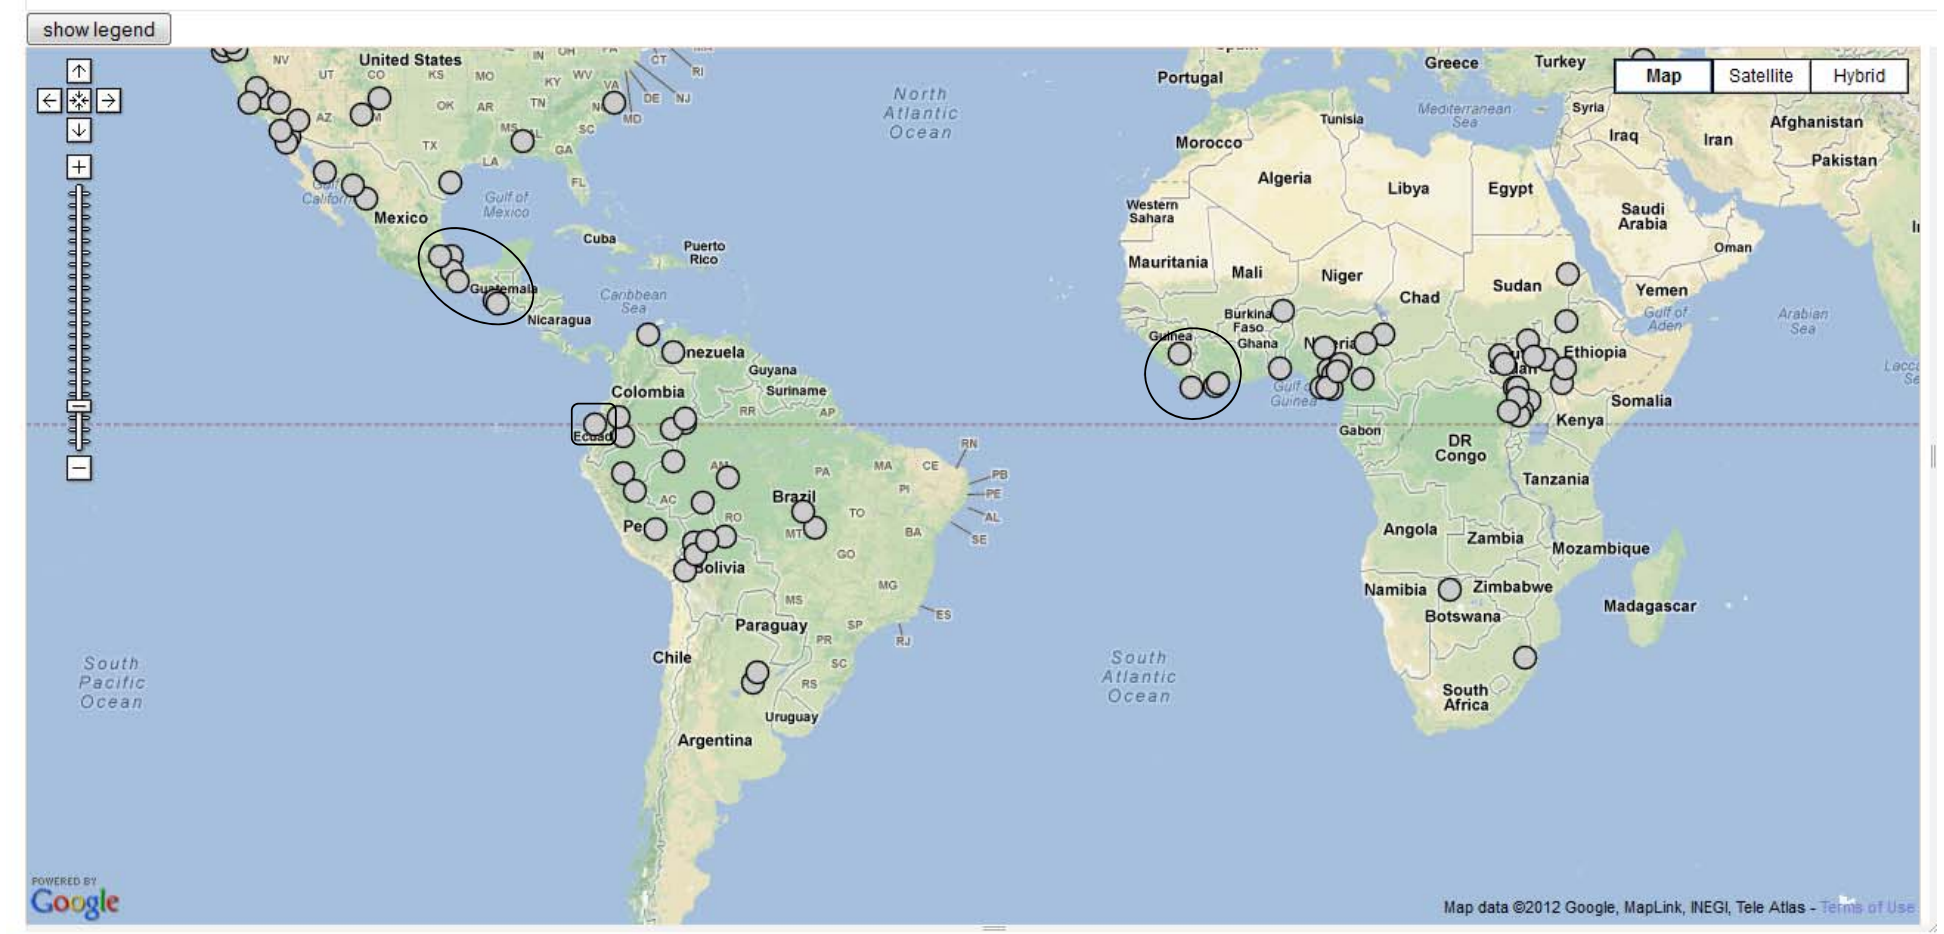 show legend
NV
IN
OH
PA
CT
MA
United States
UT
CO
KS
MO
KY
WV
VA
RI
DE
NJ
MD
AZ
OK
AR
TN
SC
MS
GA
TX
LA
FL
Gulf of
Mexico
Mexico
Cuba
Puerto
Rico
Guatemala
Caribbean
Sea
Nicaragua
North
Atlantic
Ocean
Portugal
Greece
Turkey
Map
Satellite
Hybrid
Mediterranean
Sea
Syria
Tunisia
Morocco
Iraq
Iran
Afghanistan
Pakistan
Algeria
Libya
Egypt
Western
Sahara
Saudi
Arabia
Oman
Mauritania
Mali
Niger
Chad
Sudan
Yemen
Gulf of
Aden
Arabian
Sea
Burkina
Faso
Guinea
Ghana
Ethiopia
Gulf of
Guinea
Somalia
Kenya
Gabon
DR
Congo
Tanzania
Angola
Zambia
Mozambique
Namibia
Zimbabwe
Botswana
Madagascar
South
Africa
Guyana
Suriname
Colombia
RR
AP
AM
PA
MA
CE
RN
PB
PE
AL
SE
PI
AC
Brazil
TO
RO
MT
BA
GO
MG
MS
ES
Paraguay
SP
RJ
PR
SC
RS
Chile
Uruguay
Argentina
South
Pacific
Ocean
South
Atlantic
Ocean
POWERED BY
Google
Map data ©2012 Google, MapLink, INEGI, Tele Atlas - Terms of Use